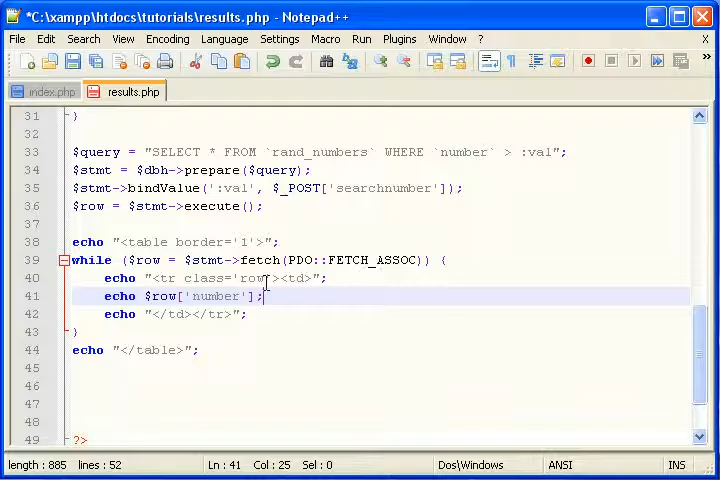 *C:\xampp\htdocs\tutorials\results.php - Notepad++
File Edit Search View Encoding Language Settings Macro Run Plugins Window ? X
index.php results.php
31 }
32
33 $query = "SELECT * FROM `rand_numbers` WHERE `number` > :val";
34 $stmt = $dbh->prepare($query);
35 $stmt->bindValue(':val', $_POST['searchnumber']);
36 $row = $stmt->execute();
37
38 echo "<table border='1'>";
39 while ($row = $stmt->fetch(PDO::FETCH_ASSOC)) {
40 echo "<tr class='row'><td>";
41 echo $row['number'];
42 echo "</td></tr>";
43 }
44 echo "</table>";
45
46
47
48
49 ?>
length : 885 lines : 52 Ln : 41 Col : 25 Sel : 0 Dos\Windows ANSI INS